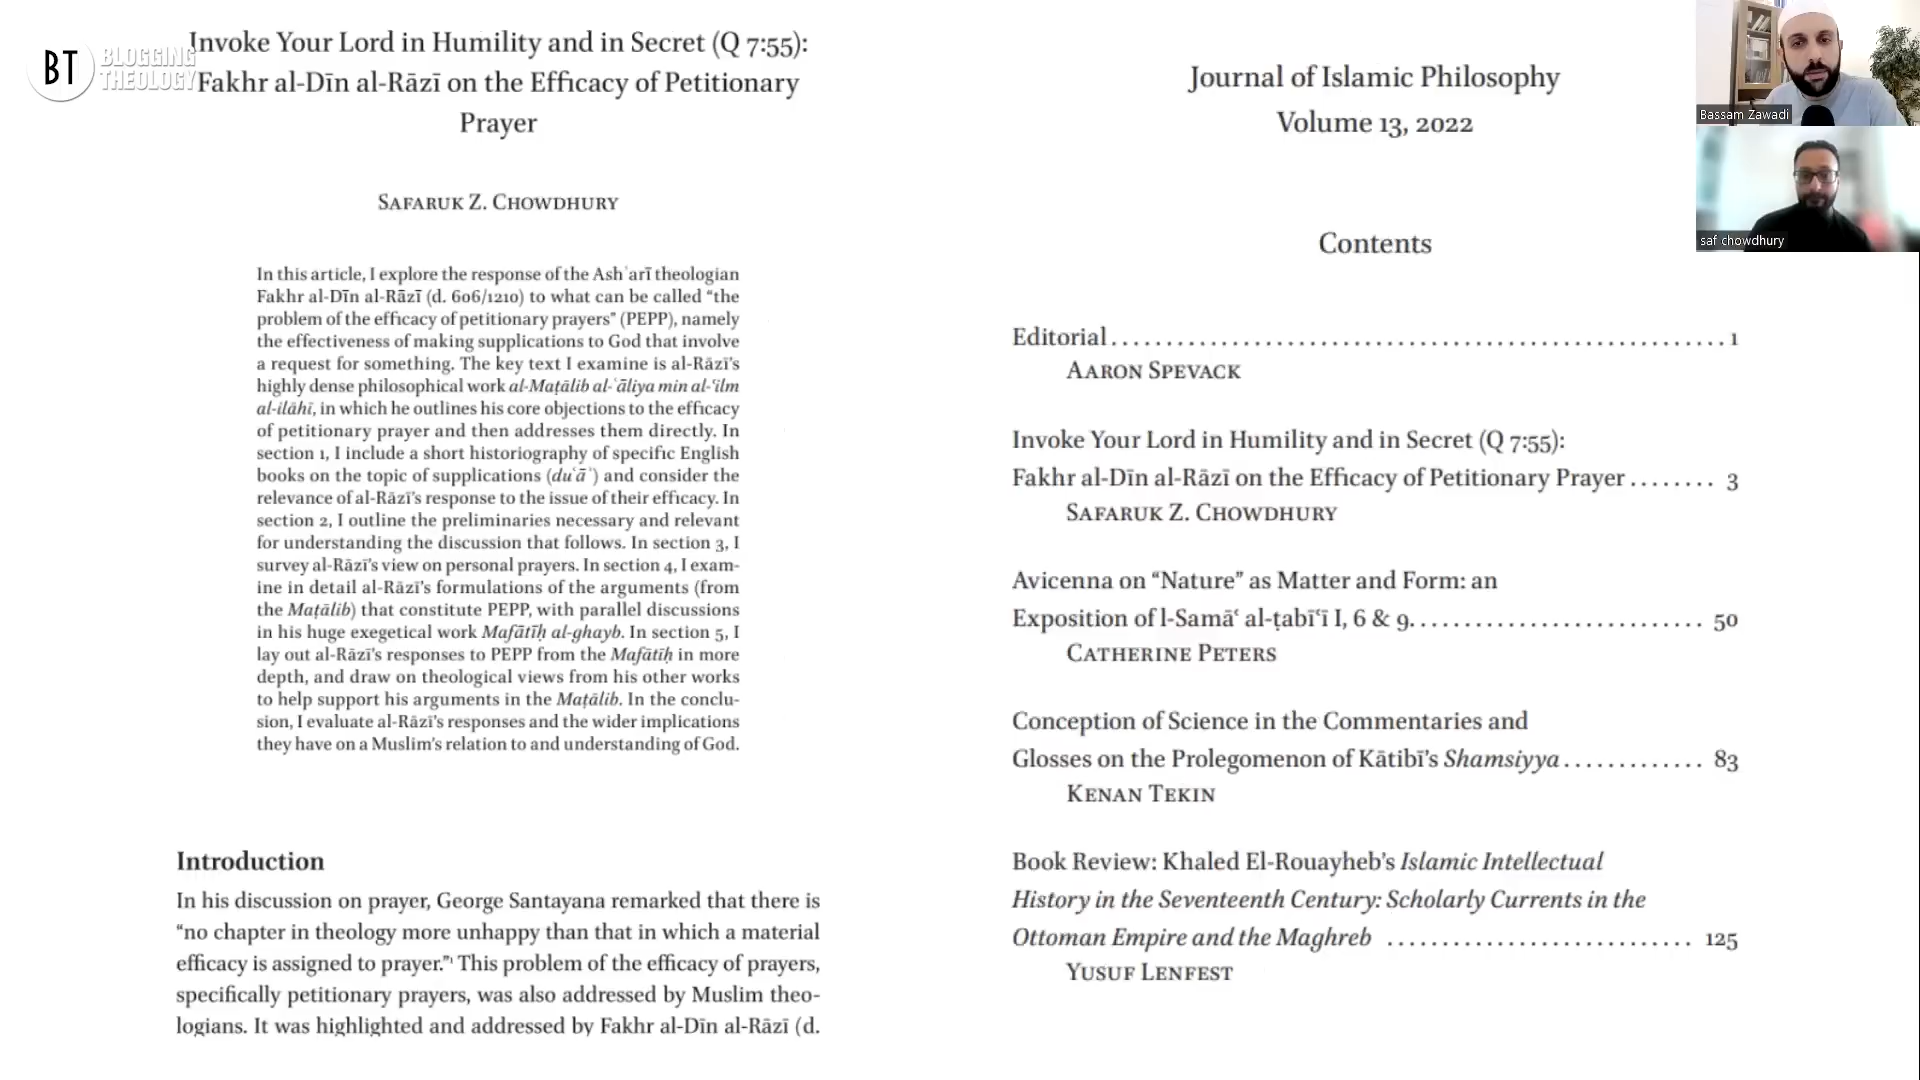 BT BLOGGING
THEOLOGY
Invoke Your Lord in Humility and in Secret (Q 7:55):
Fakhr al-Dīn al-Rāzī on the Efficacy of Petitionary
Prayer
SAFARUK Z. CHOWDHURY
In this article, I explore the response of the Ashʿarī theologian
Fakhr al-Dīn al-Rāzī (d. 606/1210) to what can be called “the
problem of the efficacy of petitionary prayers” (PEPP), namely
the effectiveness of making supplications to God that involve
a request for something. The key text I examine is al-Rāzī’s
highly dense philosophical work al-Maṭālib al-ʿāliya min al-ʿilm
al-ilāhī, in which he outlines his core objections to the efficacy
of petitionary prayer and then addresses them directly. In
section 1, I include a short historiography of specific English
books on the topic of supplications (duʿāʾ) and consider the
relevance of al-Rāzī’s response to the issue of their efficacy. In
section 2, I outline the preliminaries necessary and relevant
for understanding the discussion that follows. In section 3, I
survey al-Rāzī’s view on personal prayers. In section 4, I exam-
ine in detail al-Rāzī’s formulations of the arguments (from
the Maṭālib) that constitute PEPP, with parallel discussions
in his huge exegetical work Mafātīḥ al-ghayb. In section 5, I
lay out al-Rāzī’s responses to PEPP from the Mafātīḥ in more
depth, and draw on theological views from his other works
to help support his arguments in the Maṭālib. In the conclu-
sion, I evaluate al-Rāzī’s responses and the wider implications
they have on a Muslim’s relation to and understanding of God.
Introduction
In his discussion on prayer, George Santayana remarked that there is
“no chapter in theology more unhappy than that in which a material
efficacy is assigned to prayer.”¹ This problem of the efficacy of prayers,
specifically petitionary prayers, was also addressed by Muslim theo-
logians. It was highlighted and addressed by Fakhr al-Dīn al-Rāzī (d.
Journal of Islamic Philosophy
Volume 13, 2022
Contents
Editorial........................................................1
AARON SPEVACK
Invoke Your Lord in Humility and in Secret (Q 7:55):
Fakhr al-Dīn al-Rāzī on the Efficacy of Petitionary Prayer........ 3
SAFARUK Z. CHOWDHURY
Avicenna on “Nature” as Matter and Form: an
Exposition of l-Samāʿ al-ṭabīʿī I, 6 & 9............................ 50
CATHERINE PETERS
Conception of Science in the Commentaries and
Glosses on the Prolegomenon of Kātibī’s Shamsiyya............. 83
KENAN TEKIN
Book Review: Khaled El-Rouayheb’s Islamic Intellectual
History in the Seventeenth Century: Scholarly Currents in the
Ottoman Empire and the Maghreb ............................ 125
YUSUF LENFEST
Bassam Zawadi
saf chowdhury